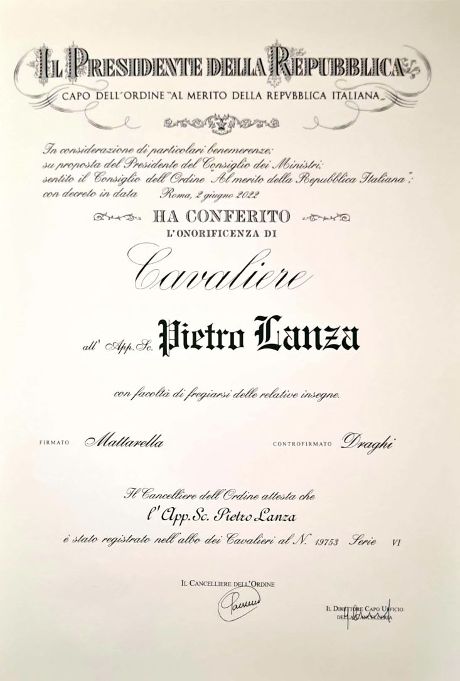 IL PRESIDENTE DELLA REPUBBLICA
CAPO DELL'ORDINE "AL MERITO DELLA REPVBBLICA ITALIANA"
In considerazione di particolari benemerenze;
su proposta del Presidente del Consiglio dei Ministri;
sentito il Consiglio dell'Ordine "Al merito della Repubblica Italiana";
con decreto in data Roma, 2 giugno 2022
HA CONFERITO
L'ONORIFICENZA DI
Cavaliere
all' App. Sc. Pietro Lanza
con facoltà di fregiarsi delle relative insegne.
FIRMATO Mattarella CONTROFIRMATO Draghi
Il Cancelliere dell'Ordine attesta che
l'App. Sc. Pietro Lanza
è stato registrato nell'albo dei Cavalieri al N. 19753 Serie VI
IL CANCELLIERE DELL'ORDINE
IL DIRETTORE CAPO UFFICIO
DELLA CANCELLERIA